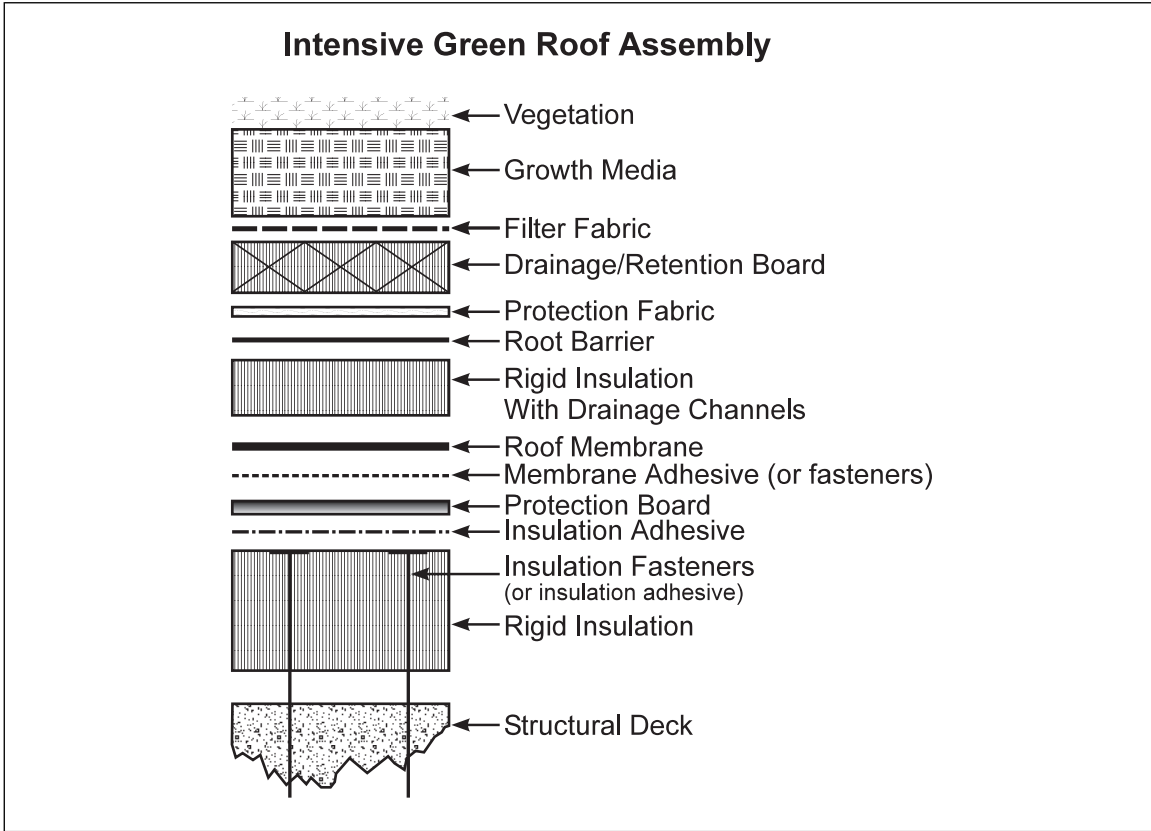 Intensive Green Roof Assembly
Vegetation
Growth Media
Filter Fabric
Drainage/Retention Board
Protection Fabric
Root Barrier
Rigid Insulation
With Drainage Channels
Roof Membrane
Membrane Adhesive (or fasteners)
Protection Board
Insulation Adhesive
Insulation Fasteners
(or insulation adhesive)
Rigid Insulation
Structural Deck